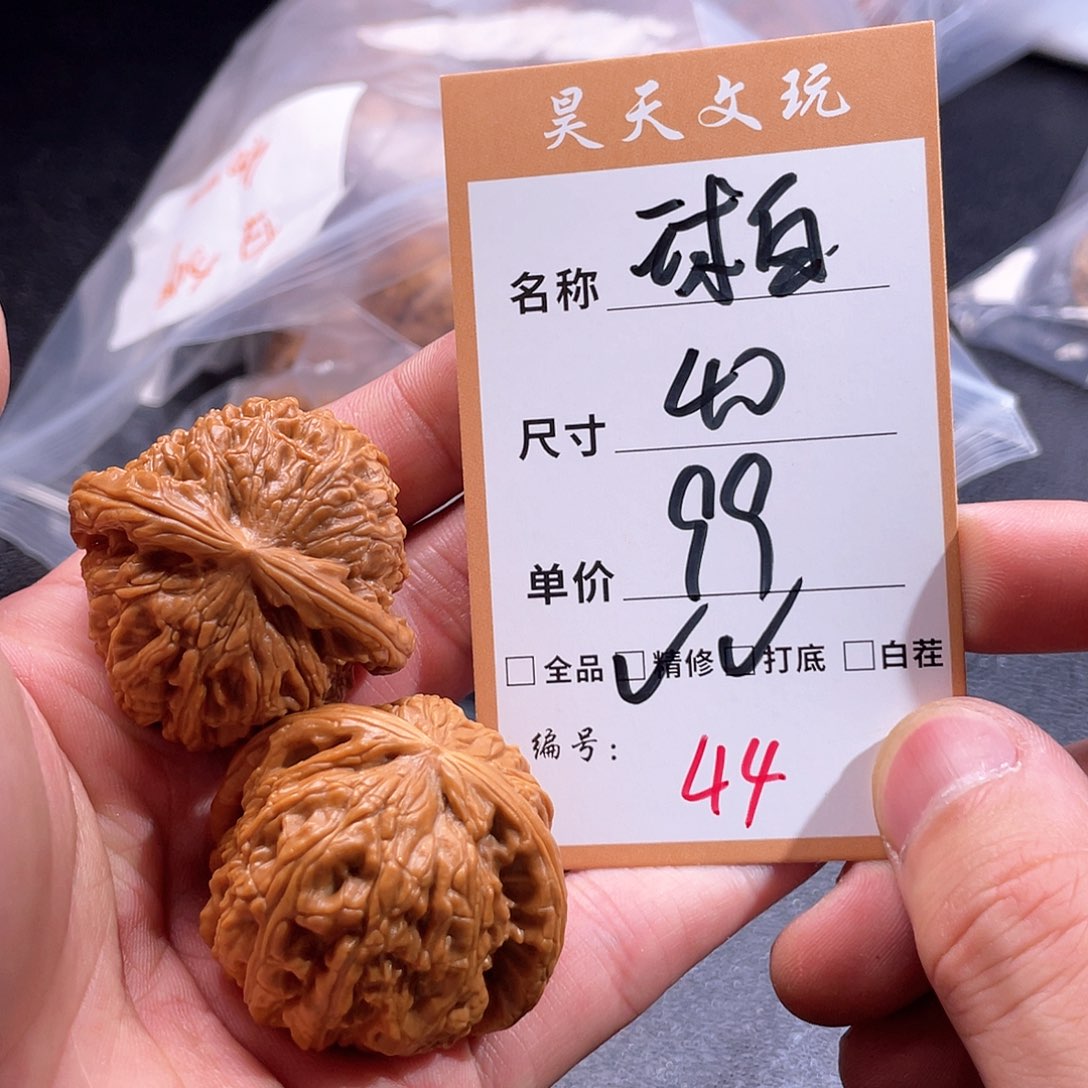 昊天文玩
名称 球白
尺寸 40
单价 99
□ 全品 ☑ 精修 ☑ 打底 □ 白茬
编号： 44